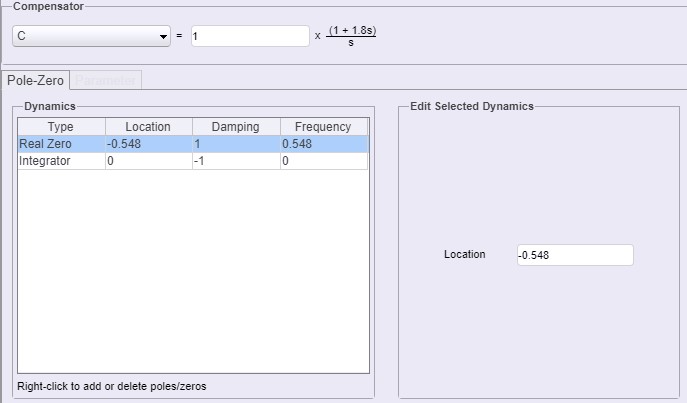 Compensator
C = 1 x (1 + 1.8s)
s
Pole-Zero Parameter
Dynamics
Type Location Damping Frequency
Real Zero -0.548 1 0.548
Integrator 0 -1 0
Right-click to add or delete poles/zeros
Edit Selected Dynamics
Location -0.548